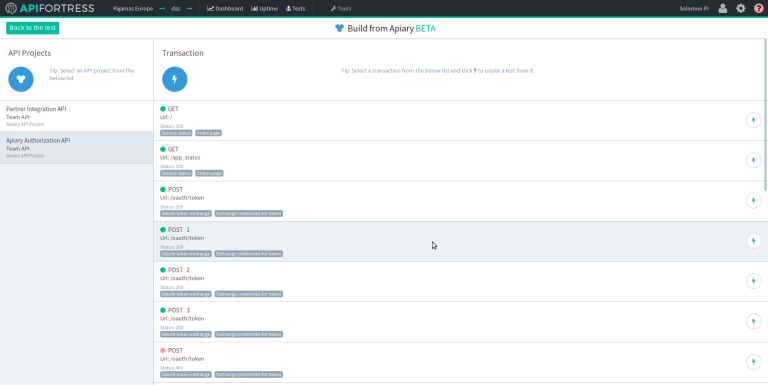 APIFORTRESS
Pajamas Europe → daz → Dashboard Uptime Tests Tools Solomon Pi
Back to the test
Build from Apiary BETA
API Projects
Tip: Select an API project from the
below list
Partner Integration API
Team API
Apiary API Project
Apiary Authorization API
Team API
Apiary API Project
Transaction
Tip: Select a transaction from the below list and click to create a test from it
GET
Url: /
Status: 200
Service status Index page
GET
Url: /app_status
Status: 200
Service status Status page
POST
Url: /oauth/token
Status: 200
OAuth token exchange Exchange credentials for token
POST 1
Url: /oauth/token
Status: 200
OAuth token exchange Exchange credentials for token
POST 2
Url: /oauth/token
Status: 200
OAuth token exchange Exchange credentials for token
POST 3
Url: /oauth/token
Status: 200
OAuth token exchange Exchange credentials for token
POST
Url: /oauth/token
Status: 401
OAuth token exchange Exchange credentials for token